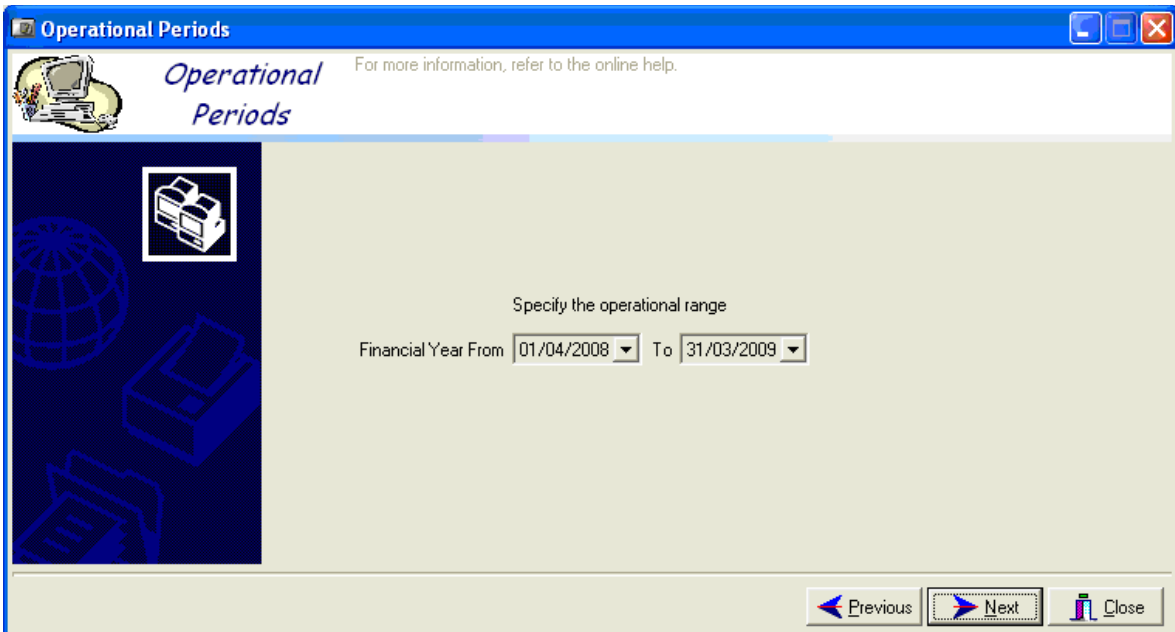 Operational Periods
Operational
Periods
For more information, refer to the online help.
Specify the operational range
Financial Year From 01/04/2008 To 31/03/2009
Previous Next Close